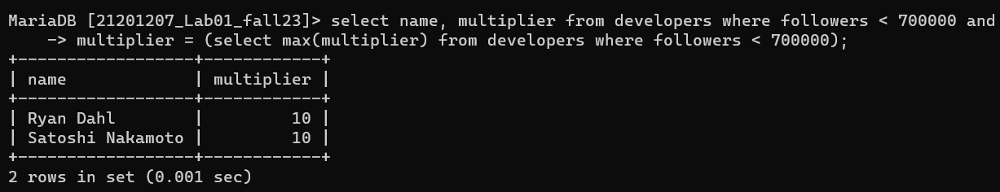 MariaDB [21201207_Lab01_fall23]> select name, multiplier from developers where followers < 700000 and
    -> multiplier = (select max(multiplier) from developers where followers < 700000);
+------------------+------------+
| name             | multiplier |
+------------------+------------+
| Ryan Dahl        |         10 |
| Satoshi Nakamoto |         10 |
+------------------+------------+
2 rows in set (0.001 sec)